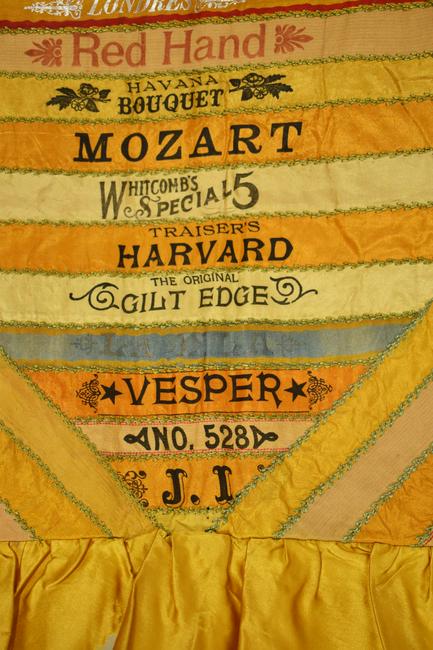 LONDRES
Red Hand
HAVANA
BOUQUET
MOZART
WHITCOMB'S
SPECIAL 5
TRAISER'S
HARVARD
THE ORIGINAL
GILT EDGE
VESPER
NO. 528
J. I.